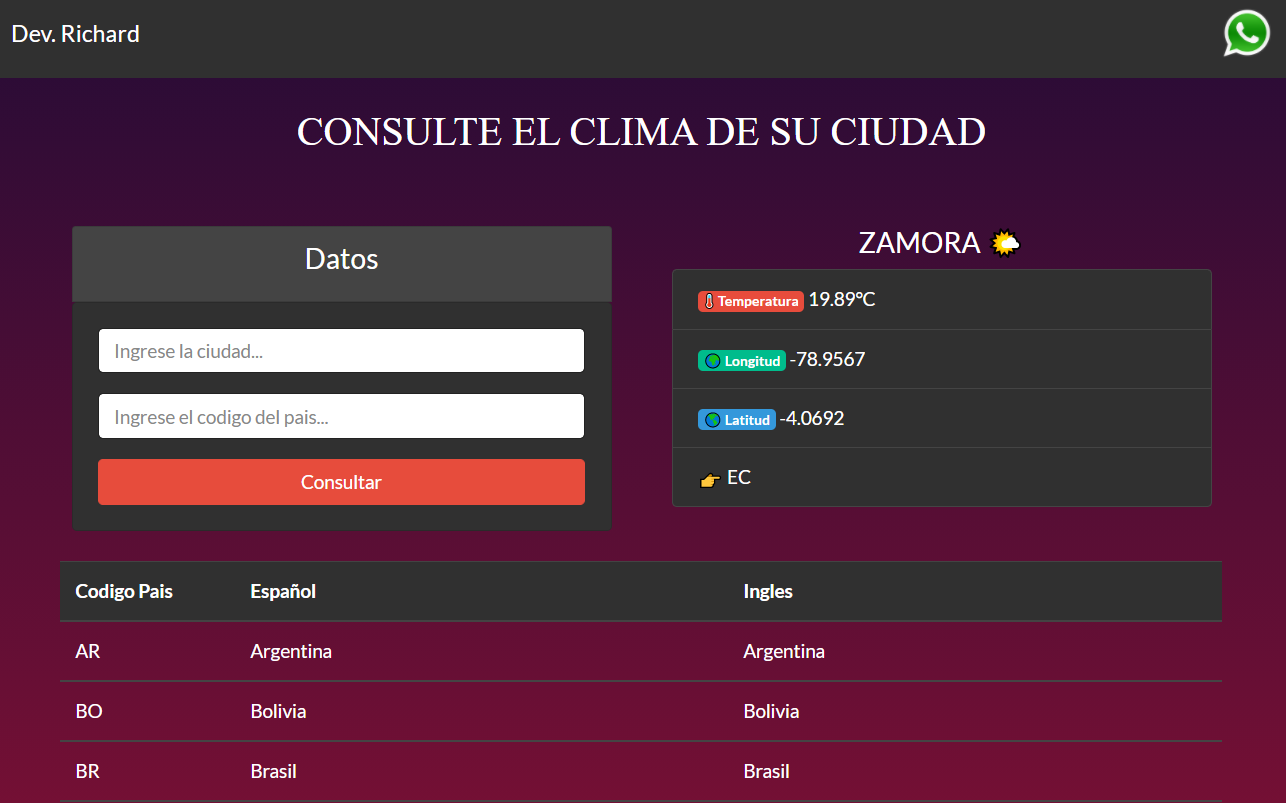 Dev. Richard
CONSULTE EL CLIMA DE SU CIUDAD
Datos
Ingrese la ciudad...
Ingrese el codigo del pais...
Consultar
ZAMORA
Temperatura 19.89°C
Longitud -78.9567
Latitud -4.0692
EC
Codigo Pais Español Ingles
AR Argentina Argentina
BO Bolivia Bolivia
BR Brasil Brasil